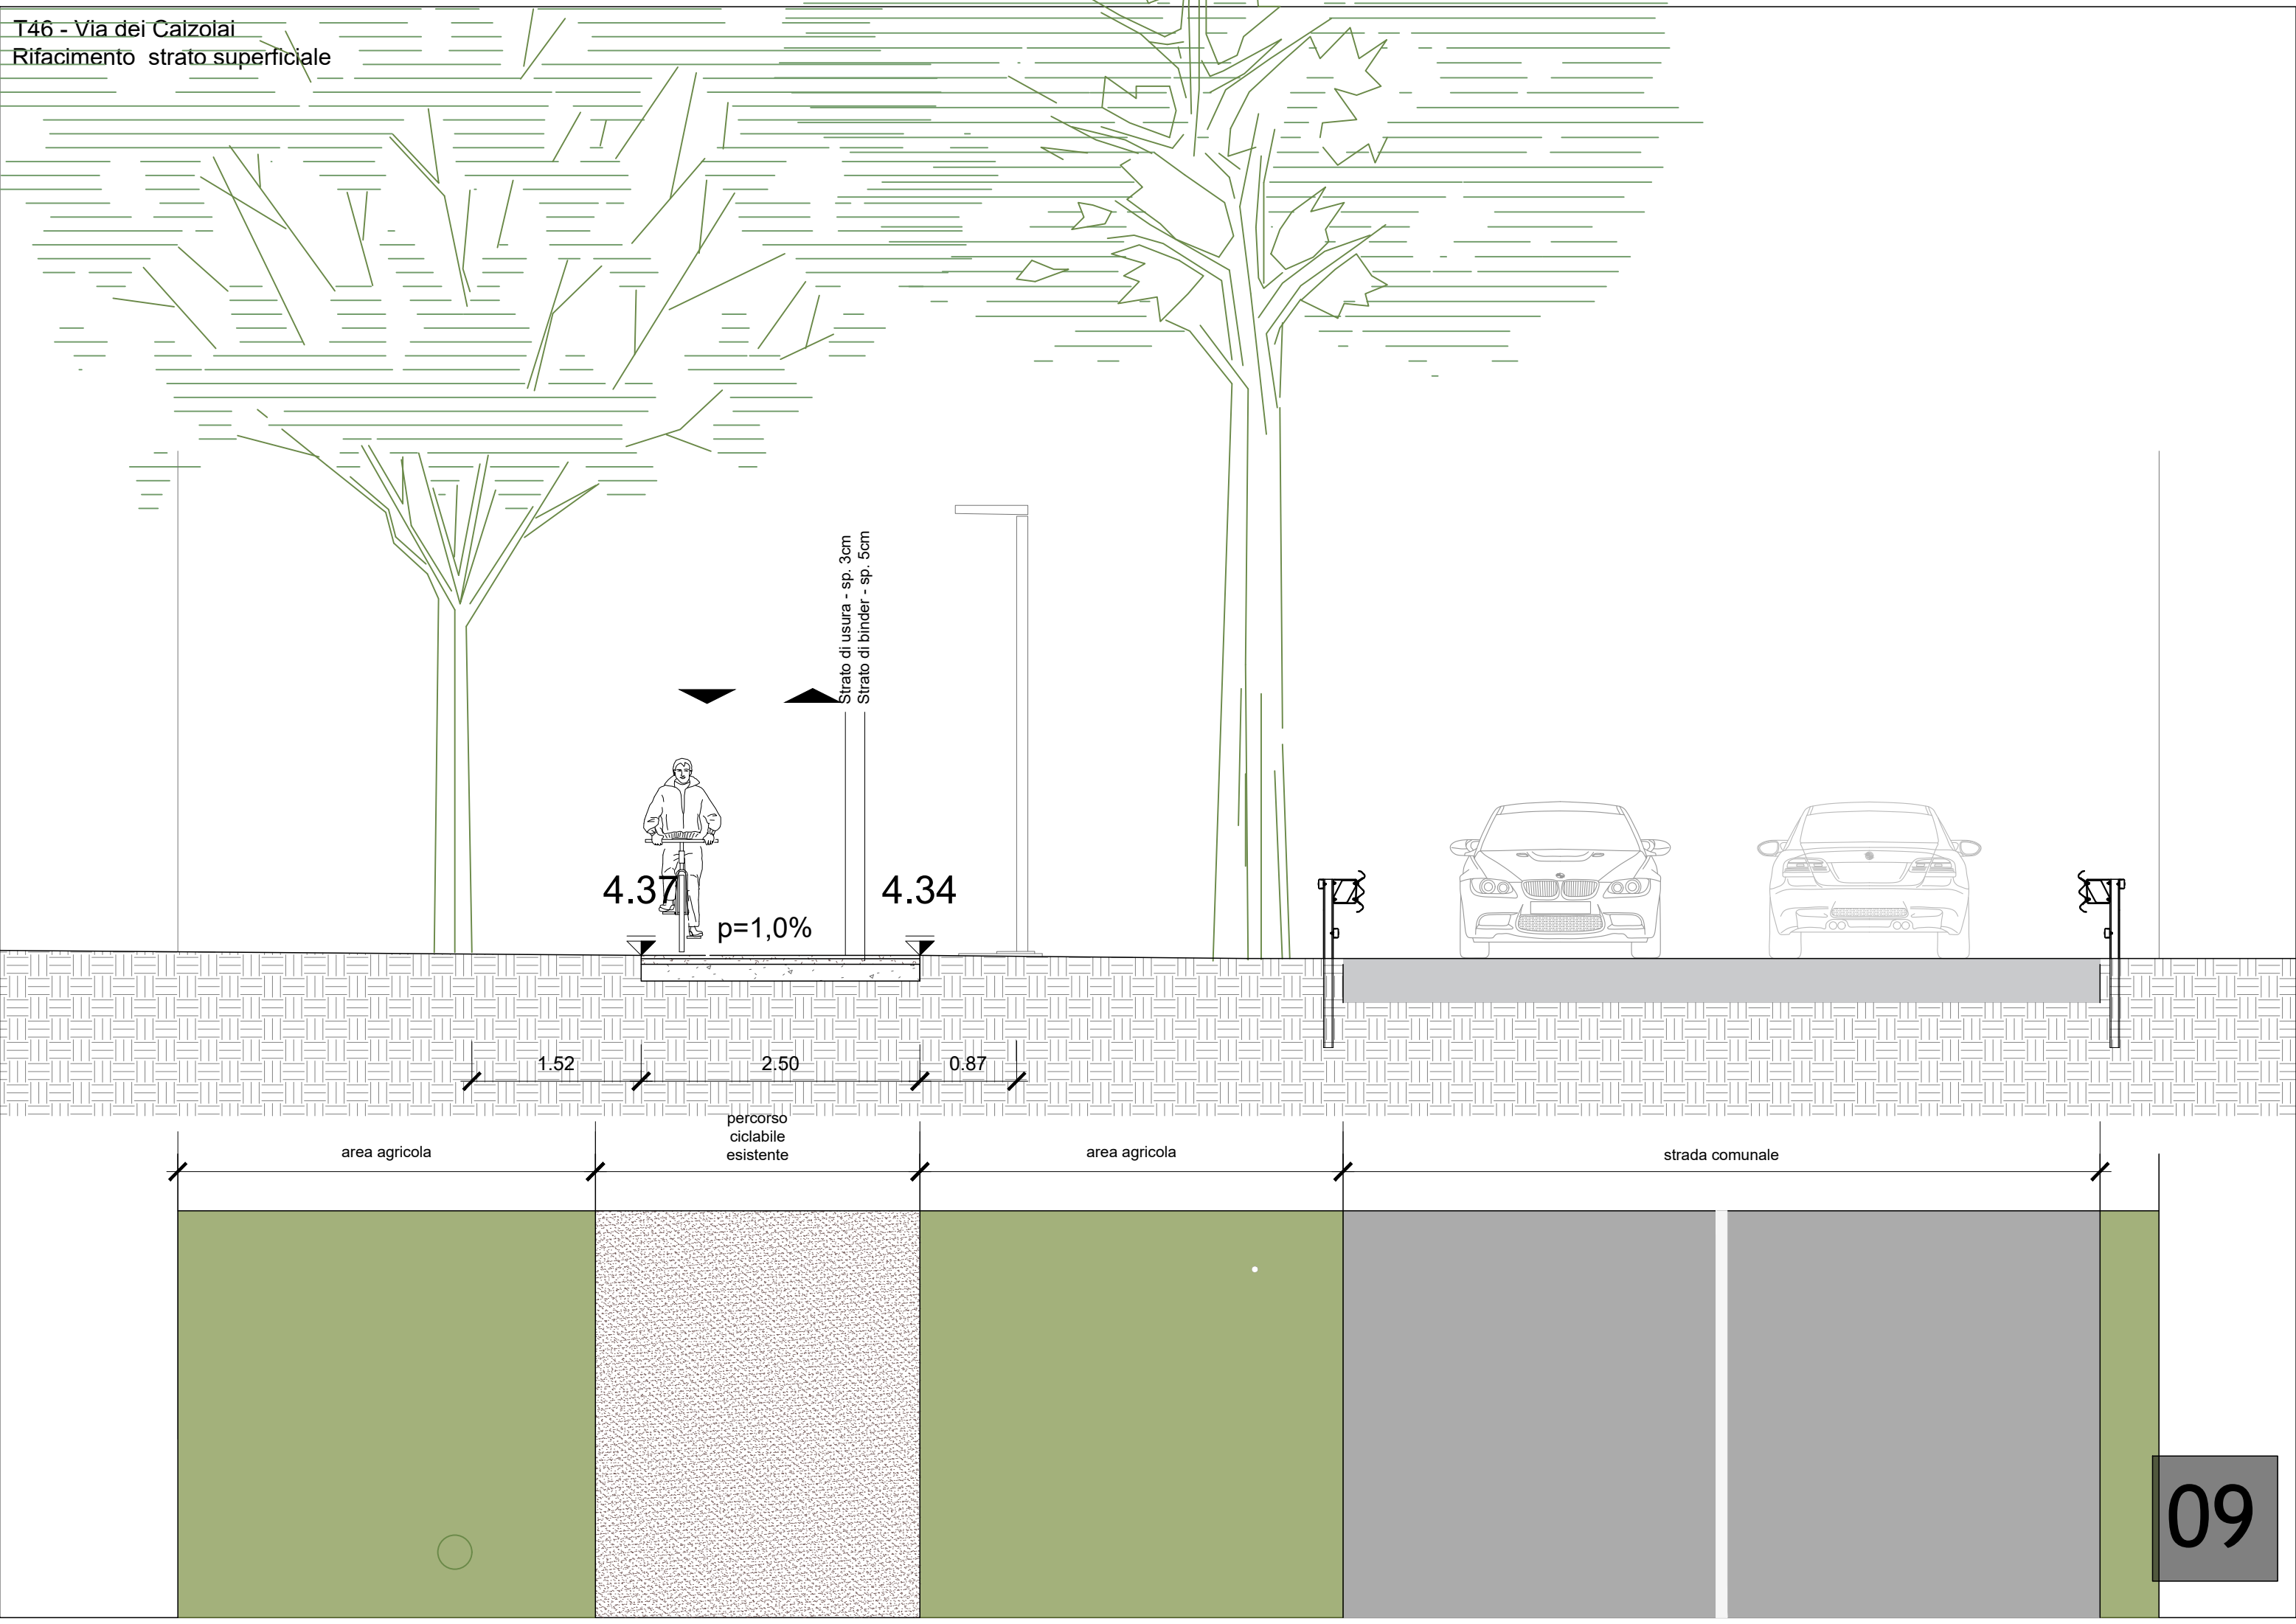 T46 - Via dei Calzolai
Rifacimento  strato superficiale
Strato di usura - sp. 3cm
Strato di binder - sp. 5cm
4.37
4.34
p=1,0%
1.52
2.50
0.87
area agricola
percorso
ciclabile
esistente
area agricola
strada comunale
09